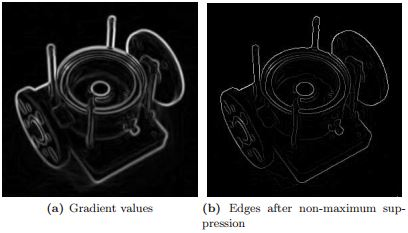 (a) Gradient values
(b) Edges after non-maximum sup-
pression